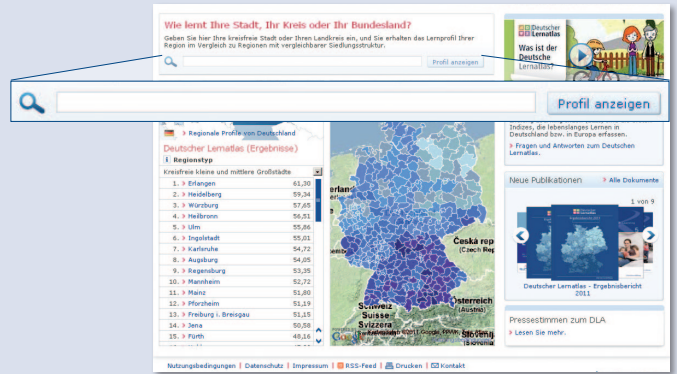 Wie lernt Ihre Stadt, Ihr Kreis oder Ihr Bundesland?
Geben Sie hier Ihre kreisfreie Stadt oder Ihren Landkreis ein, und Sie erhalten das Lernprofil Ihrer
Region im Vergleich zu Regionen mit vergleichbarer Siedlungsstruktur.
Profil anzeigen
Deutscher
Lernatlas
Was ist der
Deutsche
Lernatlas?
Profil anzeigen
> Regionale Profile von Deutschland
Deutscher Lernatlas (Ergebnisse)
i Regionstyp
Kreisfreie kleine und mittlere Großstädte
1. > Erlangen 61,30
2. > Heidelberg 59,34
3. > Würzburg 57,65
4. > Heilbronn 56,51
5. > Ulm 55,86
6. > Ingolstadt 55,01
7. > Karlsruhe 54,72
8. > Augsburg 54,05
9. > Regensburg 53,35
10. > Mannheim 52,72
11. > Mainz 51,80
12. > Pforzheim 51,19
13. > Freiburg i. Breisgau 51,15
14. > Jena 50,58
15. > Fürth 48,16
erland
Česká rep
(Czech Rep
Schweiz
Suisse
Svizzera
Österreich
(Austria)
Slovenija
Indizes, die lebenslanges Lernen in
Deutschland bzw. in Europa erfassen.
> Fragen und Antworten zum Deutschen
Lernatlas.
Neue Publikationen > Alle Dokumente
1 von 9
Deutscher Lernatlas - Ergebnisbericht
2011
Pressestimmen zum DLA
> Lesen Sie mehr.
Nutzungsbedingungen | Datenschutz | Impressum | RSS-Feed | Drucken | Kontakt